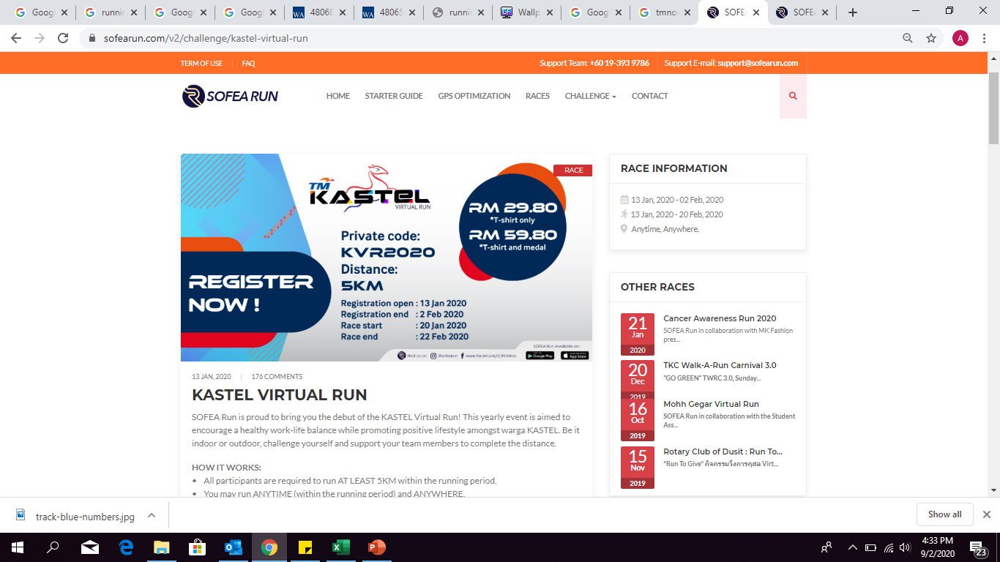 Goog
runnin
Goog
Goog
48068
48065
runnin
Wallp
Goog
tmno
SOFEA
SOFEA
sofearun.com/v2/challenge/kastel-virtual-run
A
TERM OF USE
FAQ
Support Team: +60 19-393 9786
Support E-mail: support@sofearun.com
SOFEA RUN
HOME
STARTER GUIDE
GPS OPTIMIZATION
RACES
CHALLENGE
CONTACT
RACE
TM
KASTEL
VIRTUAL RUN
RM 29.80
*T-shirt only
RM 59.80
*T-shirt and medal
Private code:
KVR2020
Distance:
5KM
REGISTER
NOW !
Registration open : 13 Jan 2020
Registration end : 2 Feb 2020
Race start : 20 Jan 2020
Race end : 22 Feb 2020
SOFEA Run Available on :
Find us on: @sofearun www.facebook/SOFEARun
Google Play
App Store
13 JAN, 2020 | 176 COMMENTS
KASTEL VIRTUAL RUN
SOFEA Run is proud to bring you the debut of the KASTEL Virtual Run! This yearly event is aimed to
encourage a healthy work-life balance while promoting positive lifestyle amongst warga KASTEL. Be it
indoor or outdoor, challenge yourself and support your team members to complete the distance.
HOW IT WORKS:
• All participants are required to run AT LEAST 5KM within the running period.
• You may run ANYTIME (within the running period) and ANYWHERE.
RACE INFORMATION
13 Jan, 2020 - 02 Feb, 2020
13 Jan, 2020 - 20 Feb, 2020
Anytime, Anywhere.
OTHER RACES
21
Jan
2020
Cancer Awareness Run 2020
SOFEA Run in collaboration with MK Fashion
pres...
20
Dec
2019
TKC Walk-A-Run Carnival 3.0
"GO GREEN" TWRC 3.0, Sunday...
16
Oct
2019
Mohh Gegar Virtual Run
SOFEA Run in collaboration with the Student
Ass...
15
Nov
2019
Rotary Club of Dusit : Run To...
"Run To Give" กิจกรรมวิ่งการกุศล Virt...
track-blue-numbers.jpg
Show all
4:33 PM
9/2/2020
23